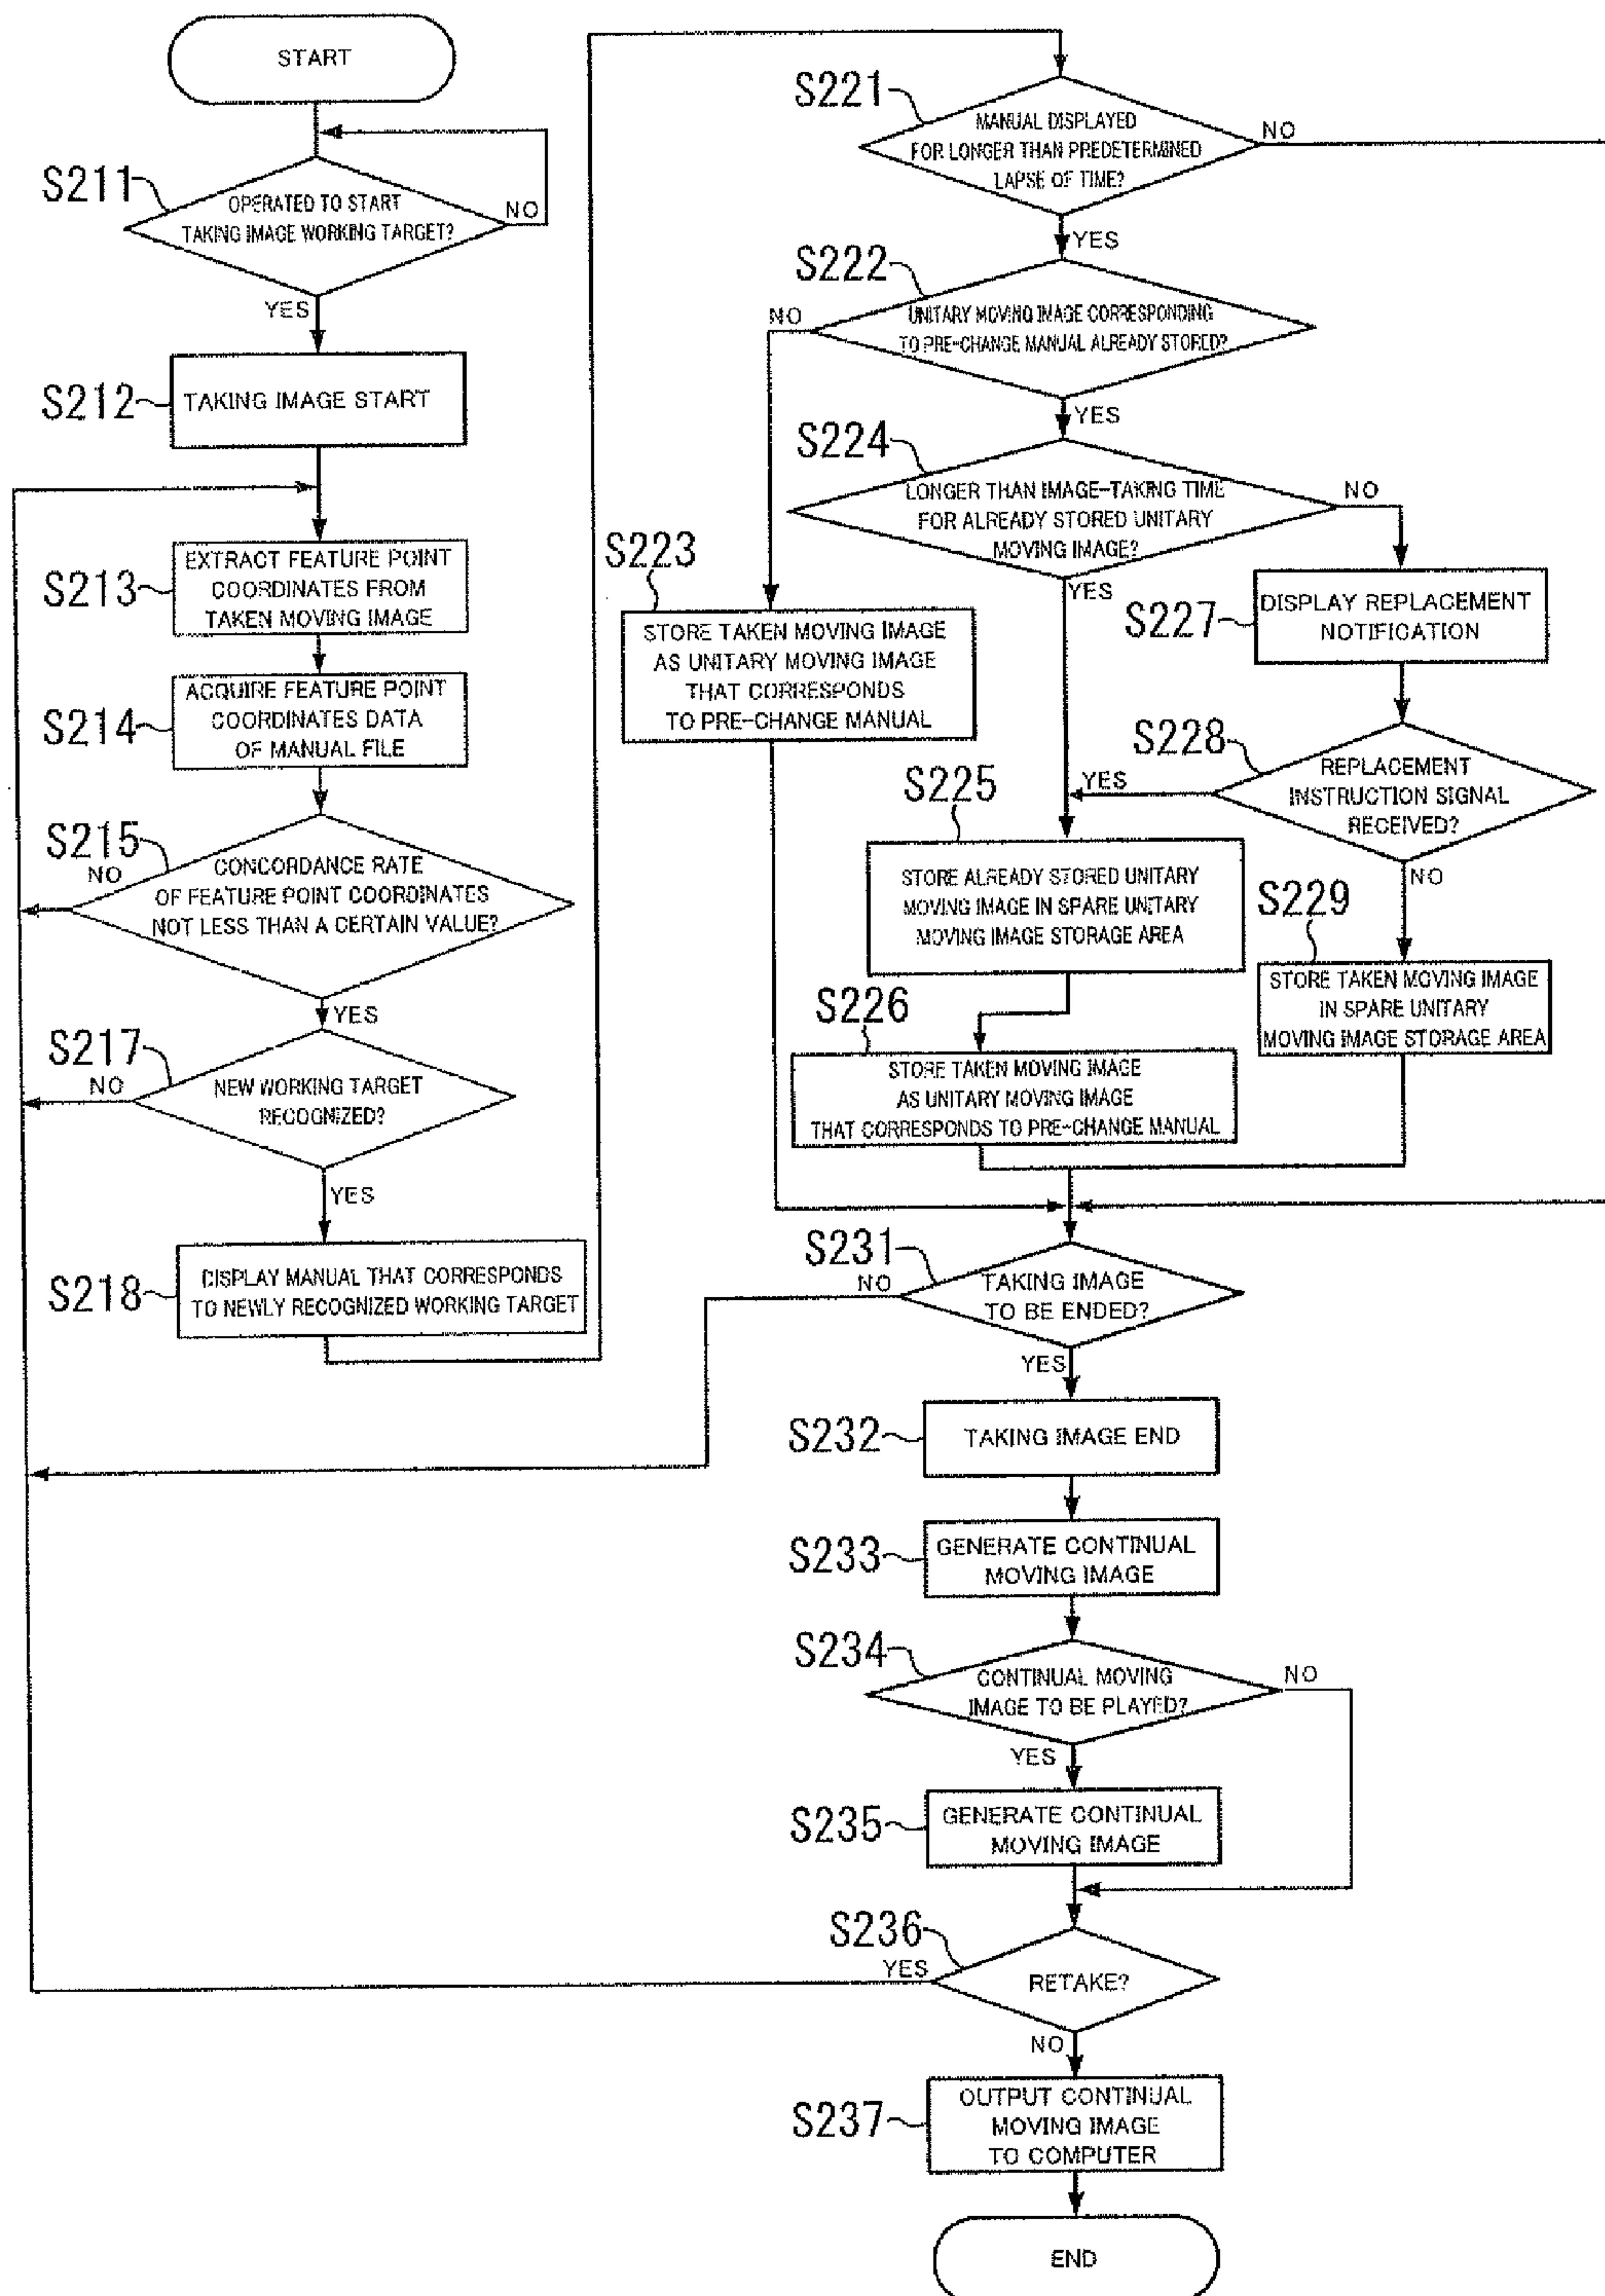 START
S211
OPERATED TO START
TAKING IMAGE WORKING TARGET?
NO
YES
S212
TAKING IMAGE START
S213
EXTRACT FEATURE POINT
COORDINATES FROM
TAKEN MOVING IMAGE
S214
ACQUIRE FEATURE POINT
COORDINATES DATA
OF MANUAL FILE
S215
NO
CONCORDANCE RATE
OF FEATURE POINT COORDINATES
NOT LESS THAN A CERTAIN VALUE?
YES
S217
NO
NEW WORKING TARGET
RECOGNIZED?
YES
S218
DISPLAY MANUAL THAT CORRESPONDS
TO NEWLY RECOGNIZED WORKING TARGET
S221
MANUAL DISPLAYED
FOR LONGER THAN PREDETERMINED
LAPSE OF TIME?
NO
YES
S222
NO
UNITARY MOVING IMAGE CORRESPONDING
TO PRE-CHANGE MANUAL ALREADY STORED?
YES
S223
STORE TAKEN MOVING IMAGE
AS UNITARY MOVING IMAGE
THAT CORRESPONDS
TO PRE-CHANGE MANUAL
S224
LONGER THAN IMAGE-TAKING TIME
FOR ALREADY STORED UNITARY
MOVING IMAGE?
NO
YES
S227
DISPLAY REPLACEMENT
NOTIFICATION
S228
REPLACEMENT
INSTRUCTION SIGNAL
RECEIVED?
YES
NO
S225
STORE ALREADY STORED UNITARY
MOVING IMAGE IN SPARE UNITARY
MOVING IMAGE STORAGE AREA
S229
STORE TAKEN MOVING IMAGE
IN SPARE UNITARY
MOVING IMAGE STORAGE AREA
S226
STORE TAKEN MOVING IMAGE
AS UNITARY MOVING IMAGE
THAT CORRESPONDS TO PRE-CHANGE MANUAL
S231
NO
TAKING IMAGE
TO BE ENDED?
YES
S232
TAKING IMAGE END
S233
GENERATE CONTINUAL
MOVING IMAGE
S234
CONTINUAL MOVING
IMAGE TO BE PLAYED?
NO
YES
S235
GENERATE CONTINUAL
MOVING IMAGE
S236
YES
RETAKE?
NO
S237
OUTPUT CONTINUAL
MOVING IMAGE
TO COMPUTER
END